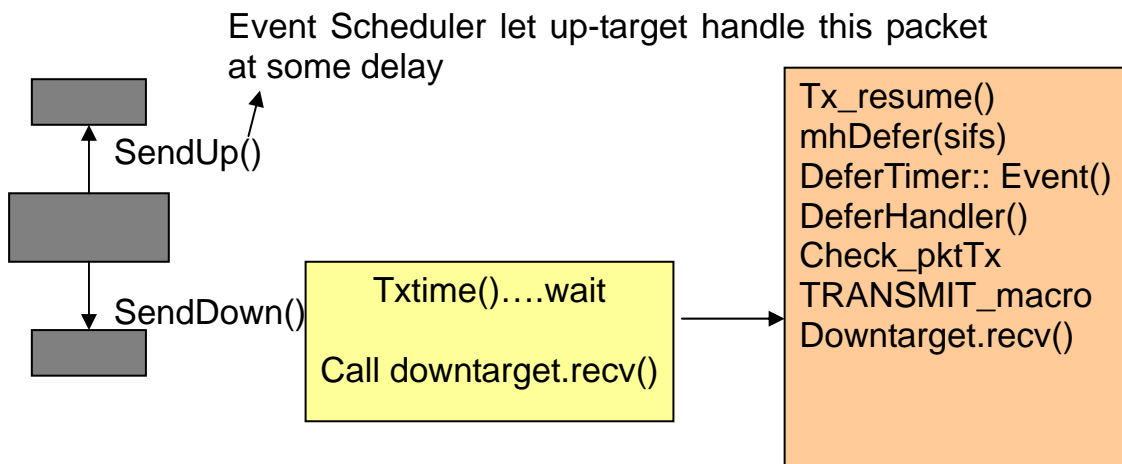 Event Scheduler let up-target handle this packet
at some delay
SendUp()
SendDown()
Txtime()….wait
Call downtarget.recv()
Tx_resume()
mhDefer(sifs)
DeferTimer:: Event()
DeferHandler()
Check_pktTx
TRANSMIT_macro
Downtarget.recv()